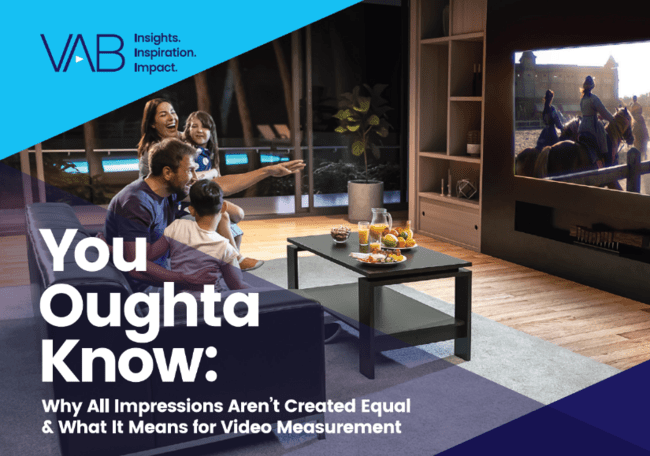 VAB
Insights.
Inspiration.
Impact.
You
Oughta
Know:
Why All Impressions Aren't Created Equal
& What It Means for Video Measurement